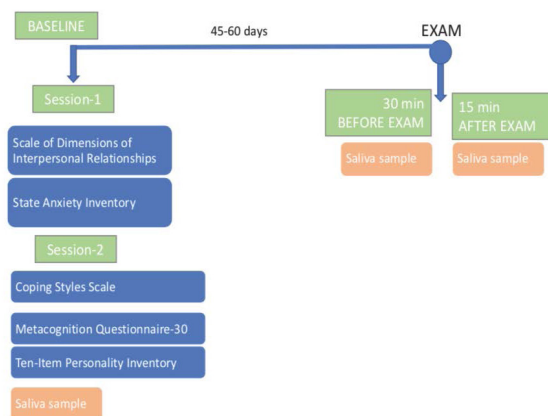 BASELINE
45-60 days
EXAM
Session-1
30 min
BEFORE EXAM
15 min
AFTER EXAM
Scale of Dimensions of
Interpersonal Relationships
Saliva sample
Saliva sample
State Anxiety Inventory
Session-2
Coping Styles Scale
Metacognition Questionnaire-30
Ten-Item Personality Inventory
Saliva sample